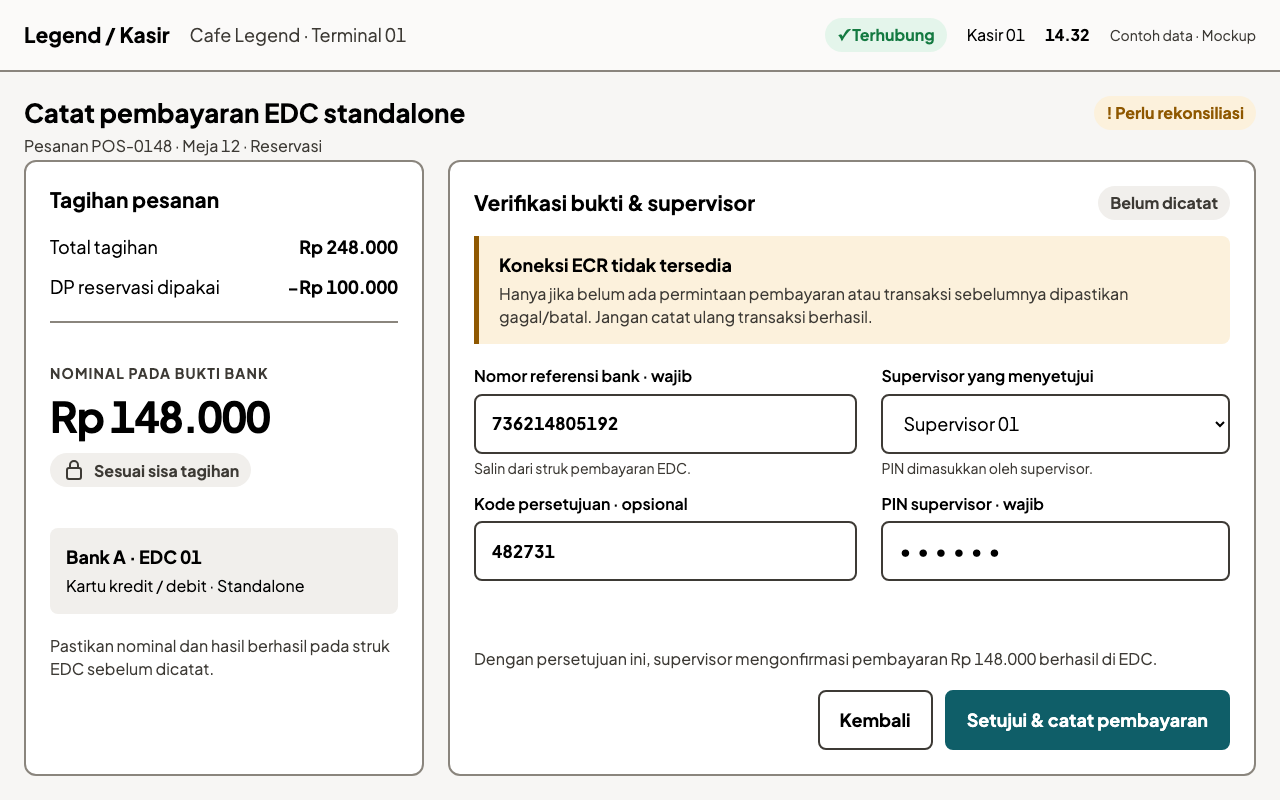 Legend / Kasir
Cafe Legend · Terminal 01
✓Terhubung
Kasir 01
14.32
Contoh data · Mockup
Catat pembayaran EDC standalone
! Perlu rekonsiliasi
Pesanan POS-0148 · Meja 12 · Reservasi
Tagihan pesanan
Total tagihan Rp 248.000
DP reservasi dipakai –Rp 100.000
NOMINAL PADA BUKTI BANK
Rp 148.000
Sesuai sisa tagihan
Bank A · EDC 01
Kartu kredit / debit · Standalone
Pastikan nominal dan hasil berhasil pada struk
EDC sebelum dicatat.
Verifikasi bukti & supervisor
Belum dicatat
Koneksi ECR tidak tersedia
Hanya jika belum ada permintaan pembayaran atau transaksi sebelumnya dipastikan
gagal/batal. Jangan catat ulang transaksi berhasil.
Nomor referensi bank · wajib
736214805192
Salin dari struk pembayaran EDC.
Supervisor yang menyetujui
Supervisor 01
PIN dimasukkan oleh supervisor.
Kode persetujuan · opsional
482731
PIN supervisor · wajib
••••••
Dengan persetujuan ini, supervisor mengonfirmasi pembayaran Rp 148.000 berhasil di EDC.
Kembali
Setujui & catat pembayaran